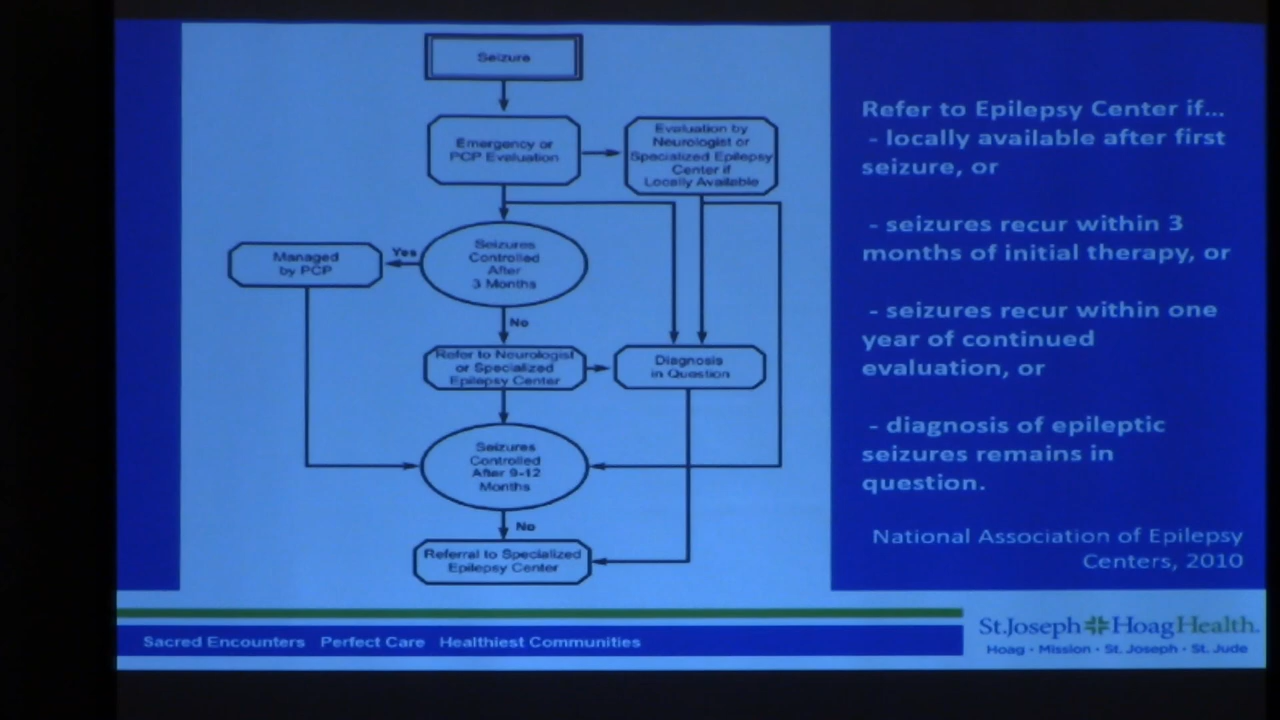 Seizure
Emergency or
PCP Evaluation
Evaluation by
Neurologist or
Specialized Epilepsy
Center if
Locally Available
Seizures
Controlled
After
3 Months
Yes
Managed
by PCP
No
Refer to Neurologist
or Specialized
Epilepsy Center
Diagnosis
in Question
Seizures
Controlled
After 9-12
Months
No
Referral to Specialized
Epilepsy Center
Refer to Epilepsy Center if...
- locally available after first
seizure, or
- seizures recur within 3
months of initial therapy, or
- seizures recur within one
year of continued
evaluation, or
- diagnosis of epileptic
seizures remains in
question.
National Association of Epilepsy
Centers, 2010
Sacred Encounters Perfect Care Healthiest Communities
St.Joseph Hoag Health.
Hoag · Mission · St. Joseph · St. Jude